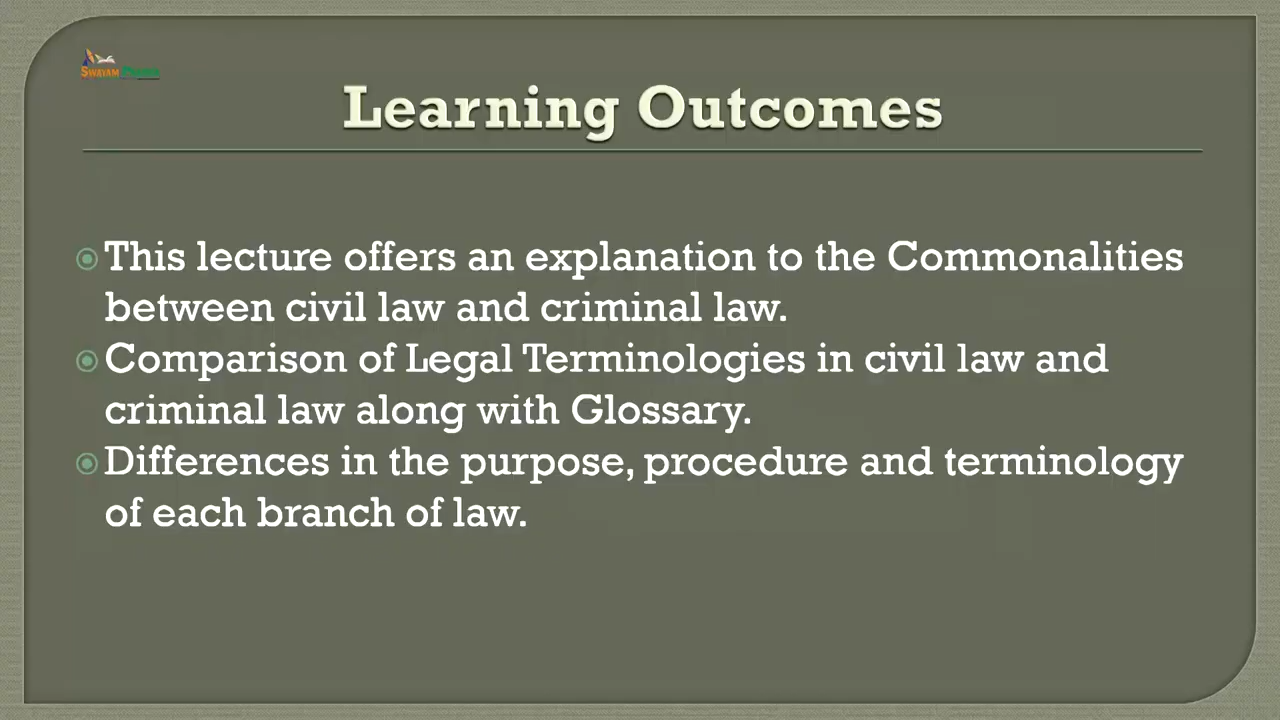 SWAYAM PRABHA
Learning Outcomes
This lecture offers an explanation to the Commonalities
between civil law and criminal law.
Comparison of Legal Terminologies in civil law and
criminal law along with Glossary.
Differences in the purpose, procedure and terminology
of each branch of law.